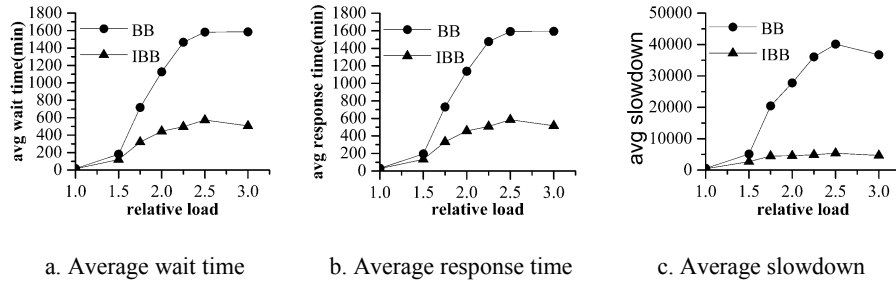 1800
1600
1400
1200
1000
800
600
400
200
0
avg wait time(min)
BB
IBB
1.0 1.5 2.0 2.5 3.0
relative load
a. Average wait time
1800
1600
1400
1200
1000
800
600
400
200
0
avg response time(min)
BB
IBB
1.0 1.5 2.0 2.5 3.0
relative load
b. Average response time
50000
40000
30000
20000
10000
0
avg slowdown
BB
IBB
1.0 1.5 2.0 2.5 3.0
relative load
c. Average slowdown